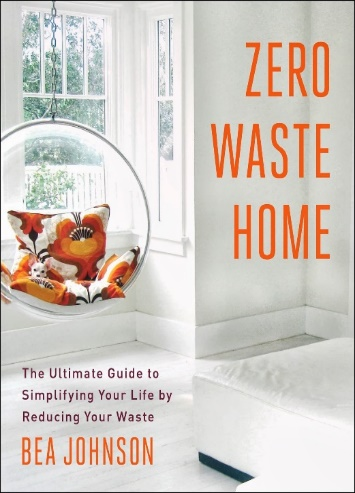 ZERO
WASTE
HOME
The Ultimate Guide to
Simplifying Your Life by
Reducing Your Waste
BEA JOHNSON